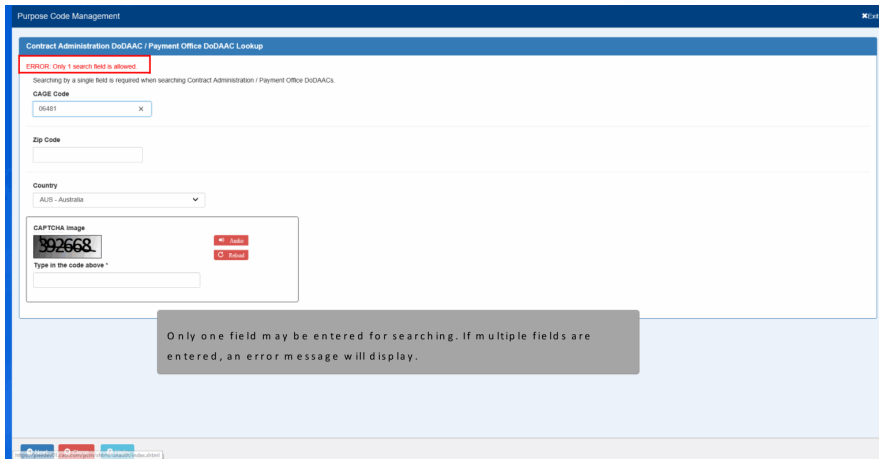 Purpose Code Management
✖Exit
Contract Administration DoDAAC / Payment Office DoDAAC Lookup
ERROR: Only 1 search field is allowed.
Searching by a single field is required when searching Contract Administration / Payment Office DoDAACs.
CAGE Code
06481 ×
Zip Code
Country
AUS - Australia
CAPTCHA Image
392668
Audio
Reload
Type in the code above *
Only one field may be entered for searching. If multiple fields are
entered, an error message will display.
Next